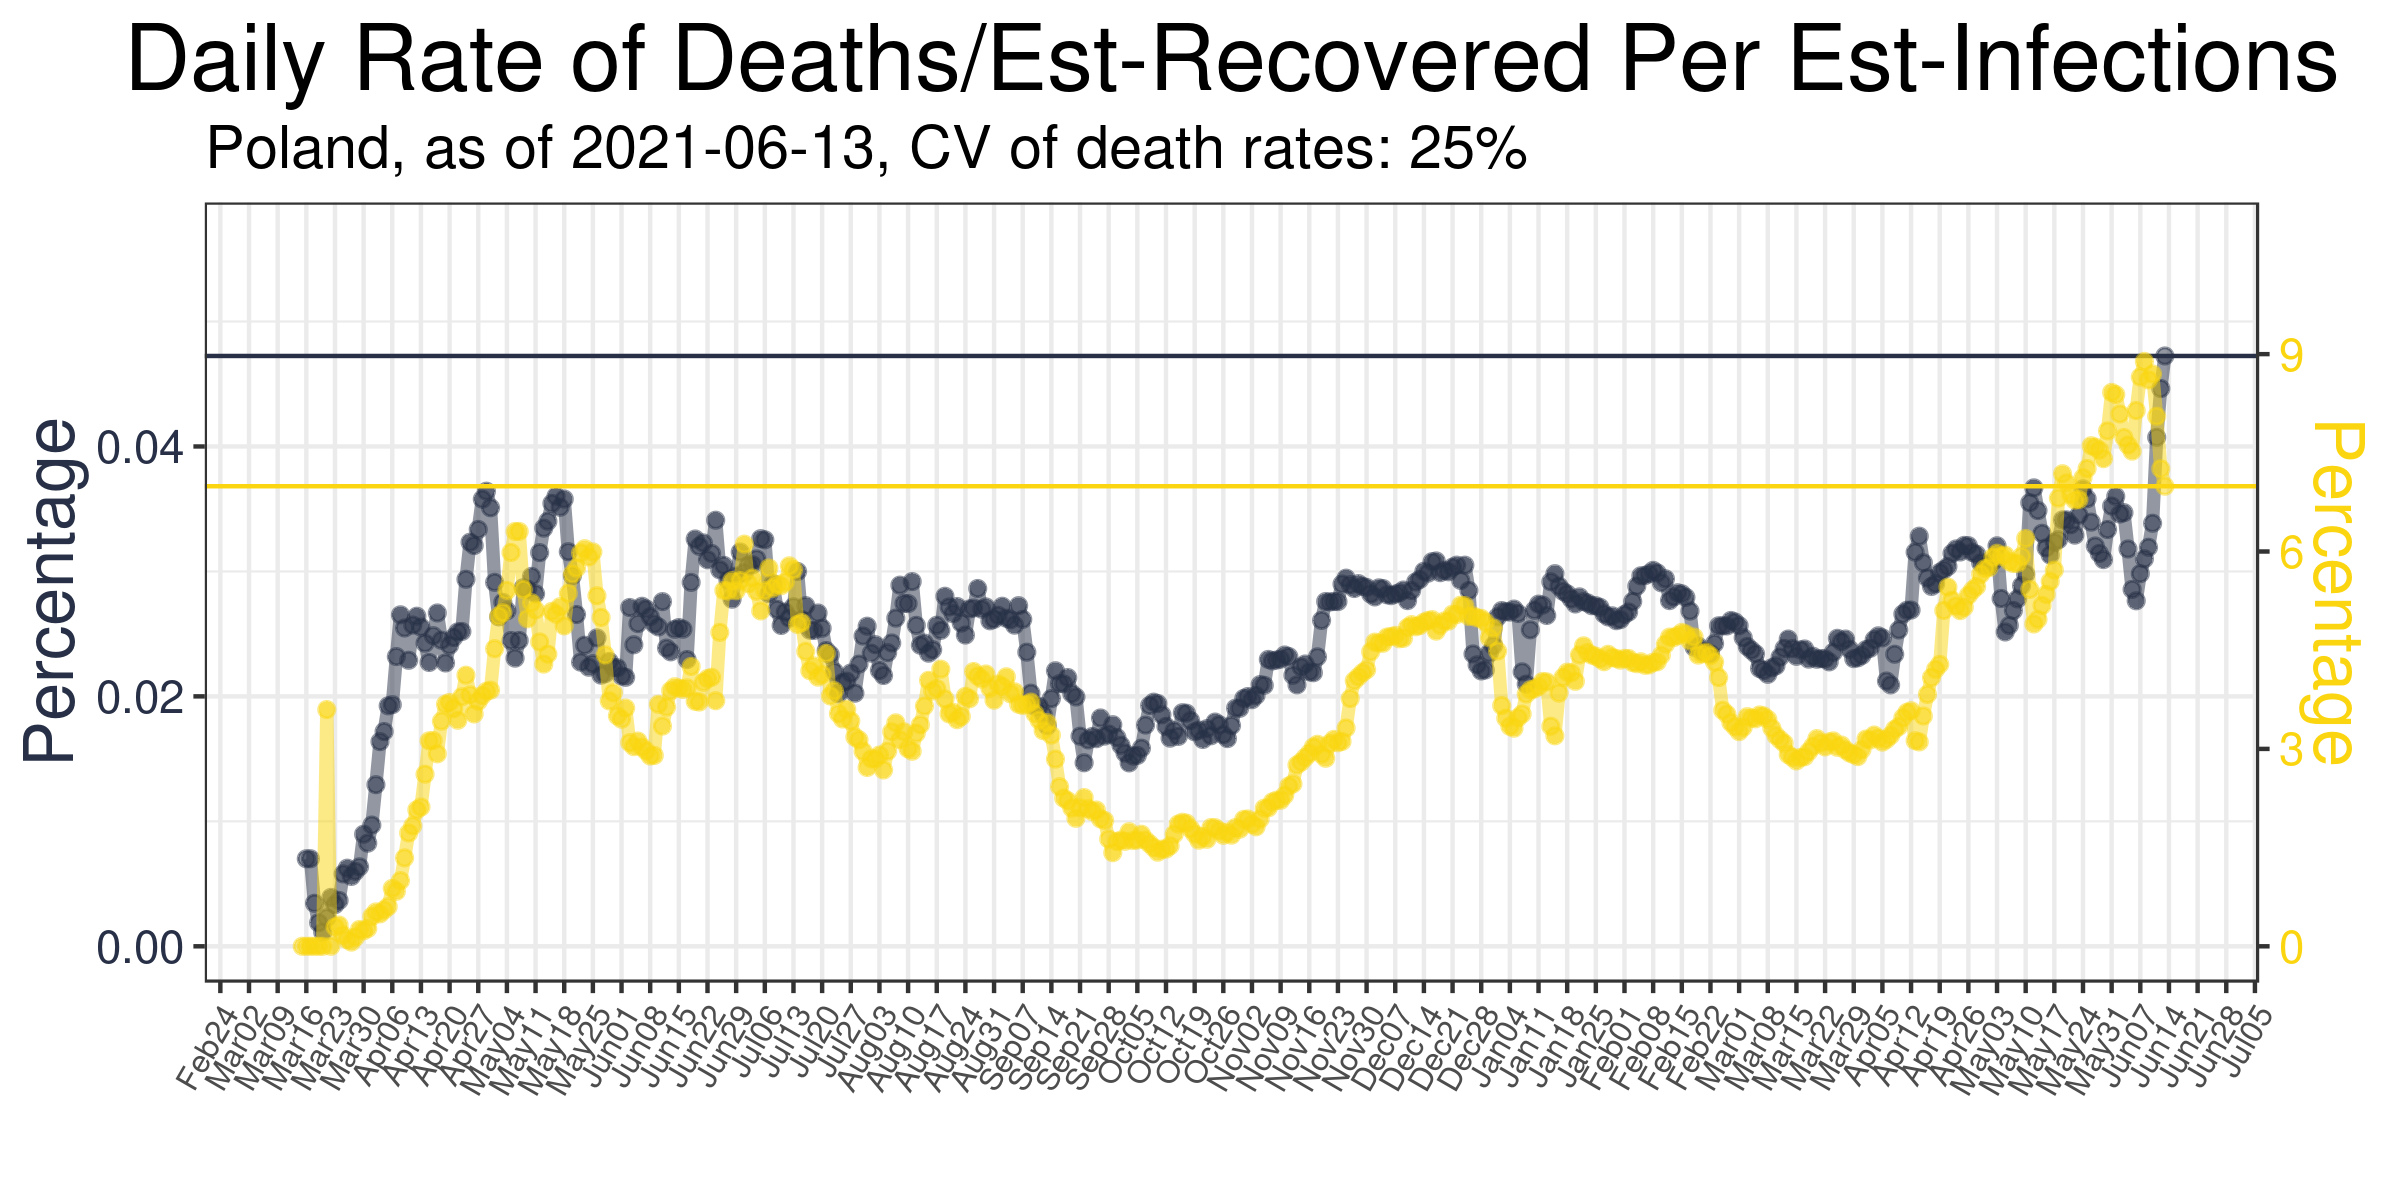 Daily Rate of Deaths/Est-Recovered Per Est-Infections
Poland, as of 2021-06-13, CV of death rates: 25%
Percentage
0.04
0.02
0.00
9
6
3
0
Percentage
Feb24
Mar02
Mar09
Mar16
Mar23
Mar30
Apr06
Apr13
Apr20
Apr27
May04
May11
May18
May25
Jun01
Jun08
Jun15
Jun22
Jun29
Jul06
Jul13
Jul20
Jul27
Aug03
Aug10
Aug17
Aug24
Aug31
Sep07
Sep14
Sep21
Sep28
Oct05
Oct12
Oct19
Oct26
Nov02
Nov09
Nov16
Nov23
Nov30
Dec07
Dec14
Dec21
Dec28
Jan04
Jan11
Jan18
Jan25
Feb01
Feb08
Feb15
Feb22
Mar01
Mar08
Mar15
Mar22
Mar29
Apr05
Apr12
Apr19
Apr26
May03
May10
May17
May24
May31
Jun07
Jun14
Jun21
Jun28
Jul05